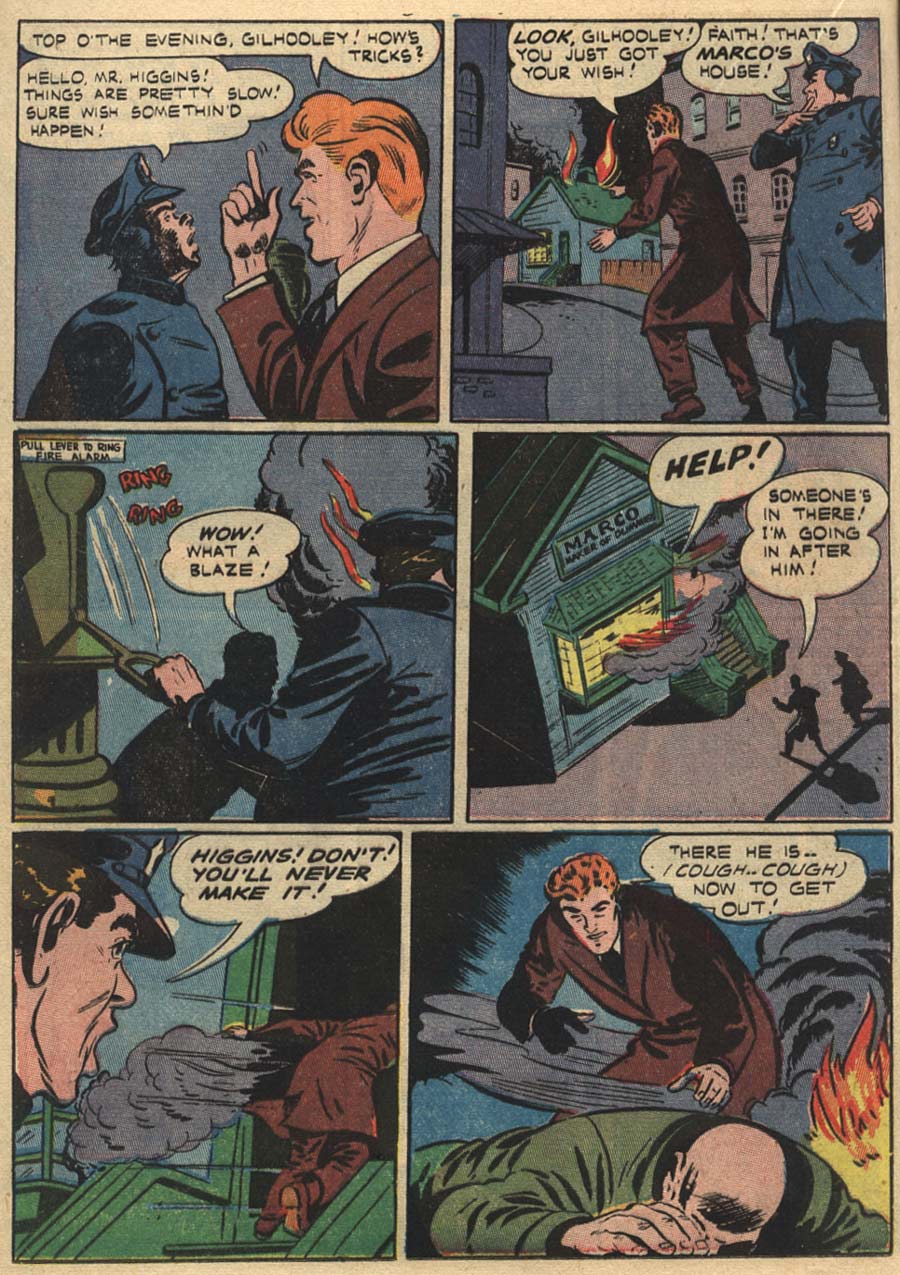 TOP O'THE EVENING, GILHOOLEY! HOW'S
TRICKS?
HELLO, MR. HIGGINS!
THINGS ARE PRETTY SLOW!
SURE WISH SOMETHIN'D
HAPPEN!
LOOK, GILHOOLEY!
YOU JUST GOT
YOUR WISH!
FAITH! THAT'S
MARCO'S
HOUSE!
PULL LEVER TO RING
FIRE ALARM
RING
RING
WOW!
WHAT A
BLAZE!
HELP!
MARCO
MAKER OF DUMMIES
SOMEONE'S
IN THERE!
I'M GOING
IN AFTER
HIM!
HIGGINS! DON'T!
YOU'LL NEVER
MAKE IT!
THERE HE IS..
(COUGH..COUGH)
NOW TO GET
OUT!